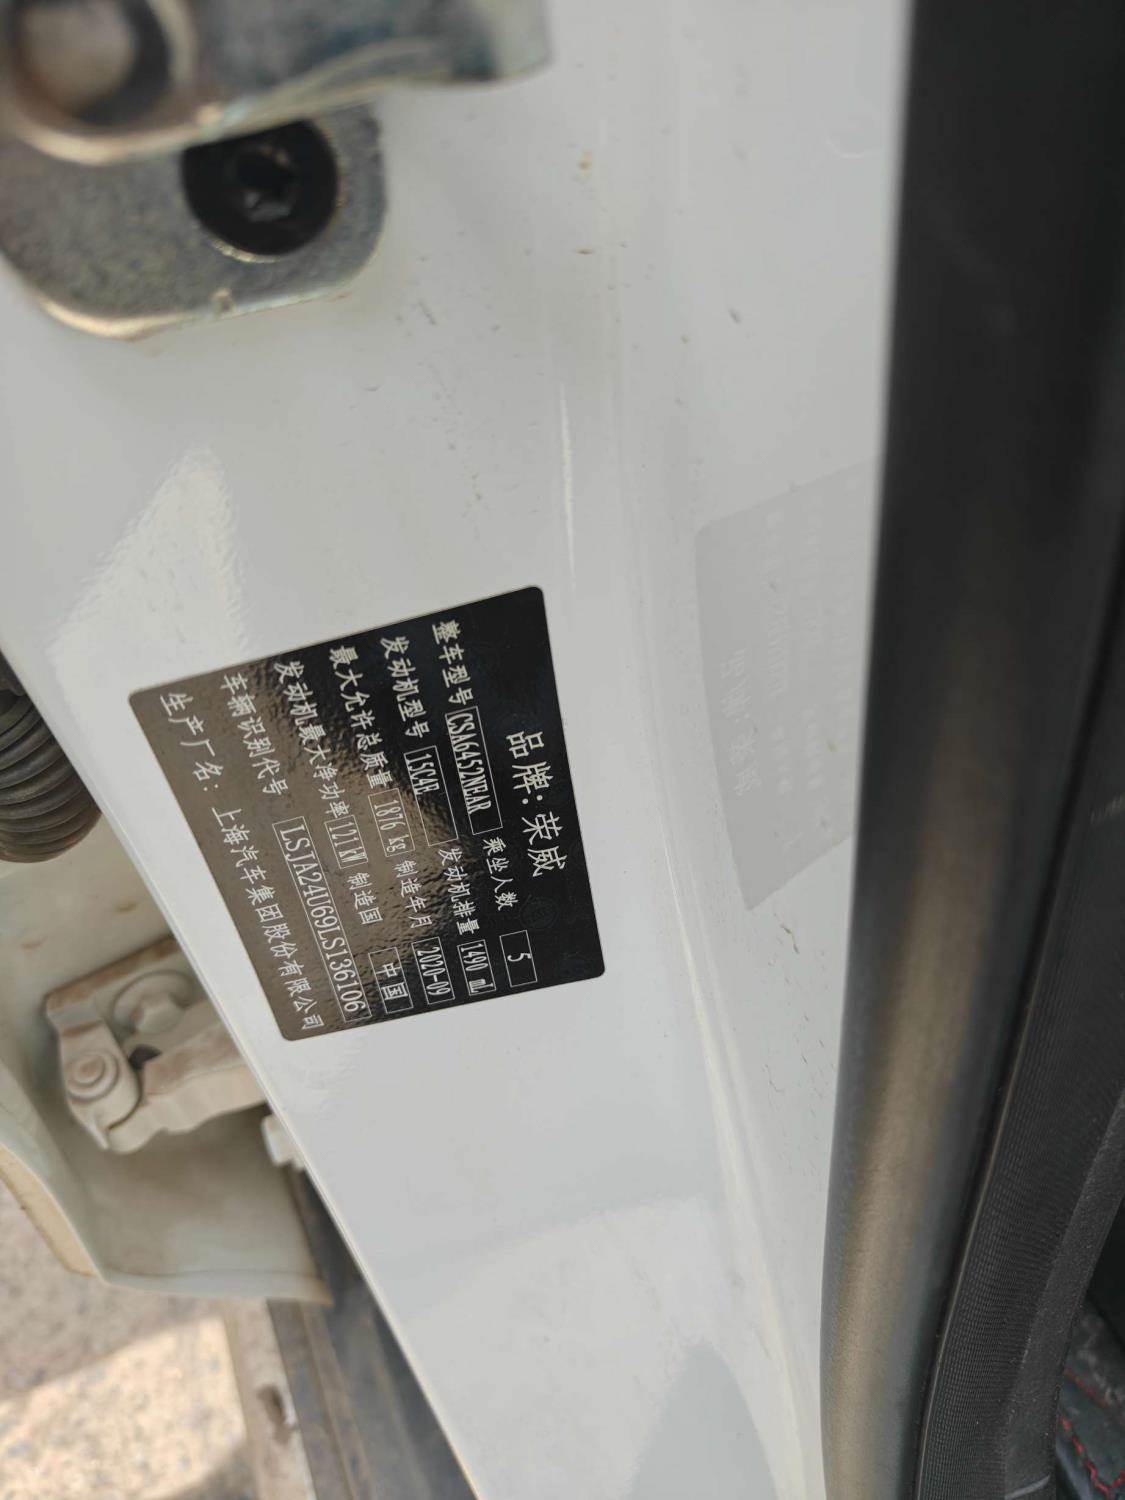 品牌: 荣威
整车型号 CSA6452NEAR 乘坐人数 5
发动机型号 15C4E 发动机排量 1490 mL
最大允许总质量 1876 kg 制造年月 2020-09
发动机最大净功率 121 kW 制造国 中国
车辆识别代号 LSJA24U69LS136106
生产厂名: 上海汽车集团股份有限公司